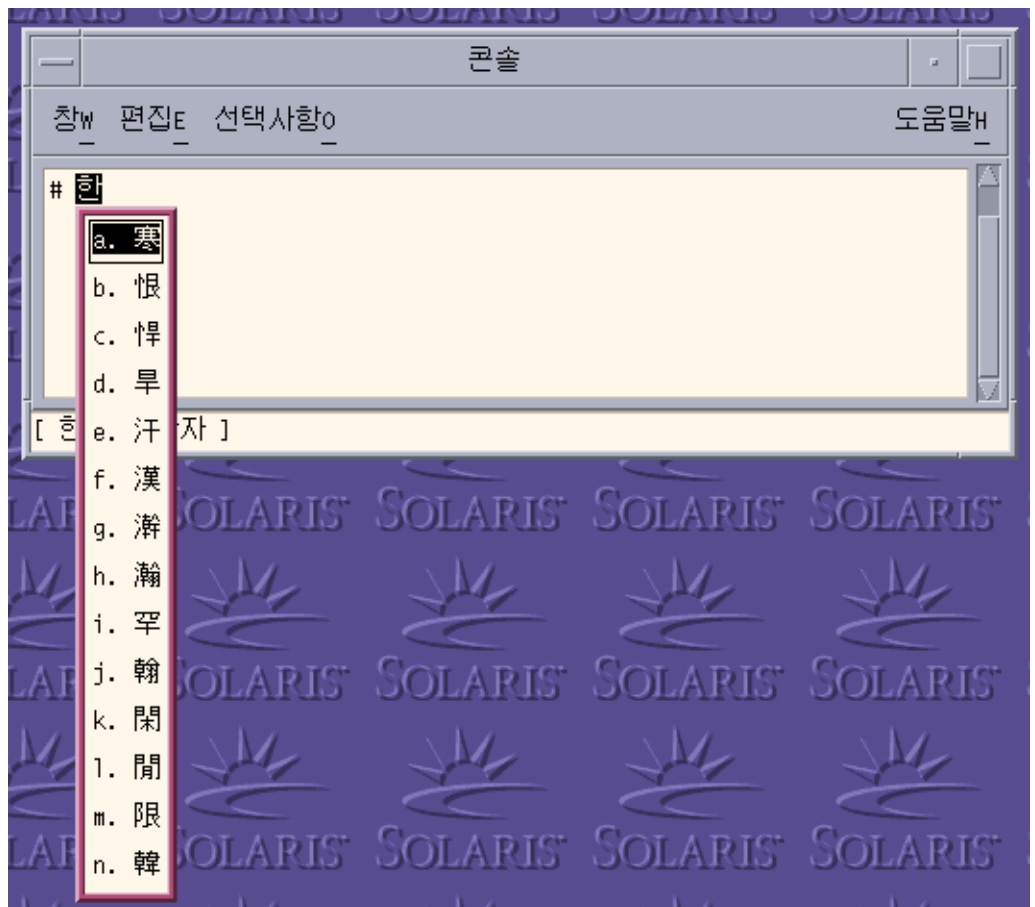 콘솔
창W 편집E 선택사항O 도움말H
# 한
a. 寒
b. 恨
c. 悍
d. 旱
e. 汗
f. 漢
g. 澣
h. 瀚
i. 罕
j. 翰
k. 閑
l. 閒
m. 限
n. 韓
[ 한 자 ]
SOLARIS SOLARIS SOLARIS SOLARIS
SOLARIS SOLARIS SOLARIS SOLARIS
SOLARIS SOLARIS SOLARIS SOLARIS